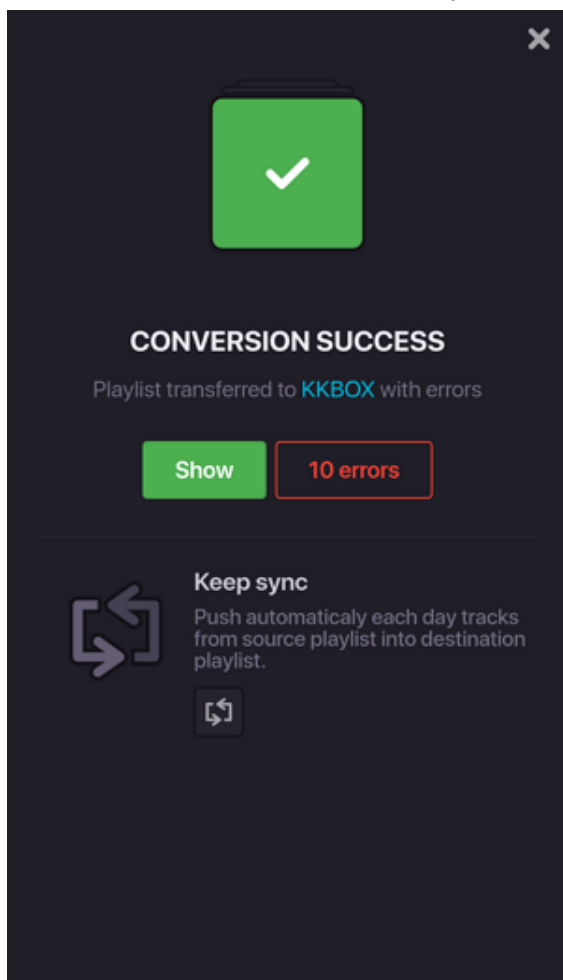 CONVERSION SUCCESS
Playlist transferred to KKBOX with errors
Show
10 errors
Keep sync
Push automaticaly each day tracks
from source playlist into destination
playlist.